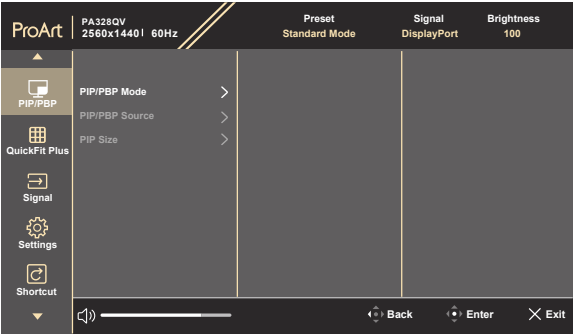 ProArt
PA328QV
2560x1440 60Hz
Preset
Standard Mode
Signal
DisplayPort
Brightness
100
PIP/PBP
QuickFit Plus
Signal
Settings
Shortcut
PIP/PBP Mode
PIP/PBP Source
PIP Size
Back
Enter
Exit